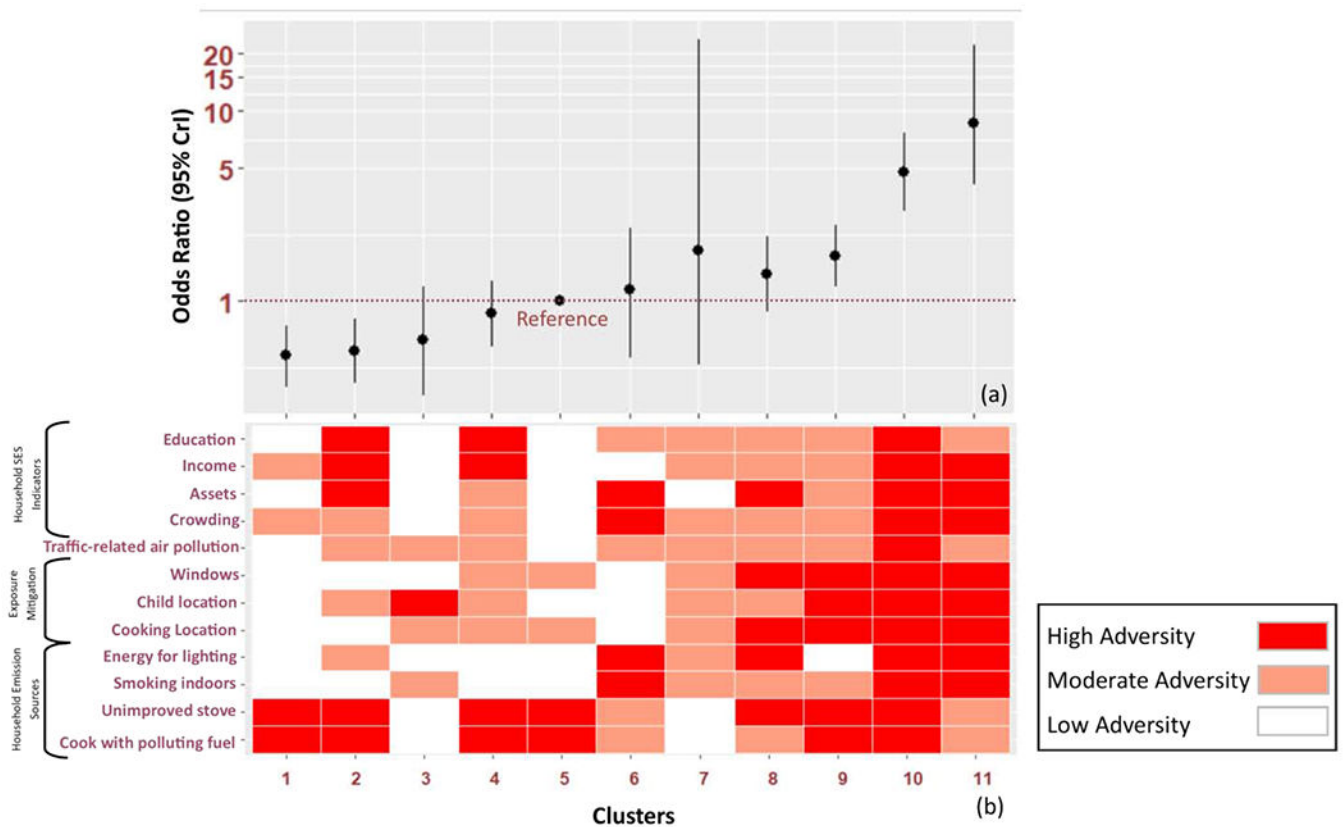 20
15
10
5
1
Odds Ratio (95% CrI)
Reference
(a)
Household SES
Indicators
Education
Income
Assets
Crowding
Traffic-related air pollution
Exposure
Mitigation
Windows
Child location
Cooking Location
Household Emission
Sources
Energy for lighting
Smoking indoors
Unimproved stove
Cook with polluting fuel
1 2 3 4 5 6 7 8 9 10 11
Clusters
(b)
High Adversity
Moderate Adversity
Low Adversity